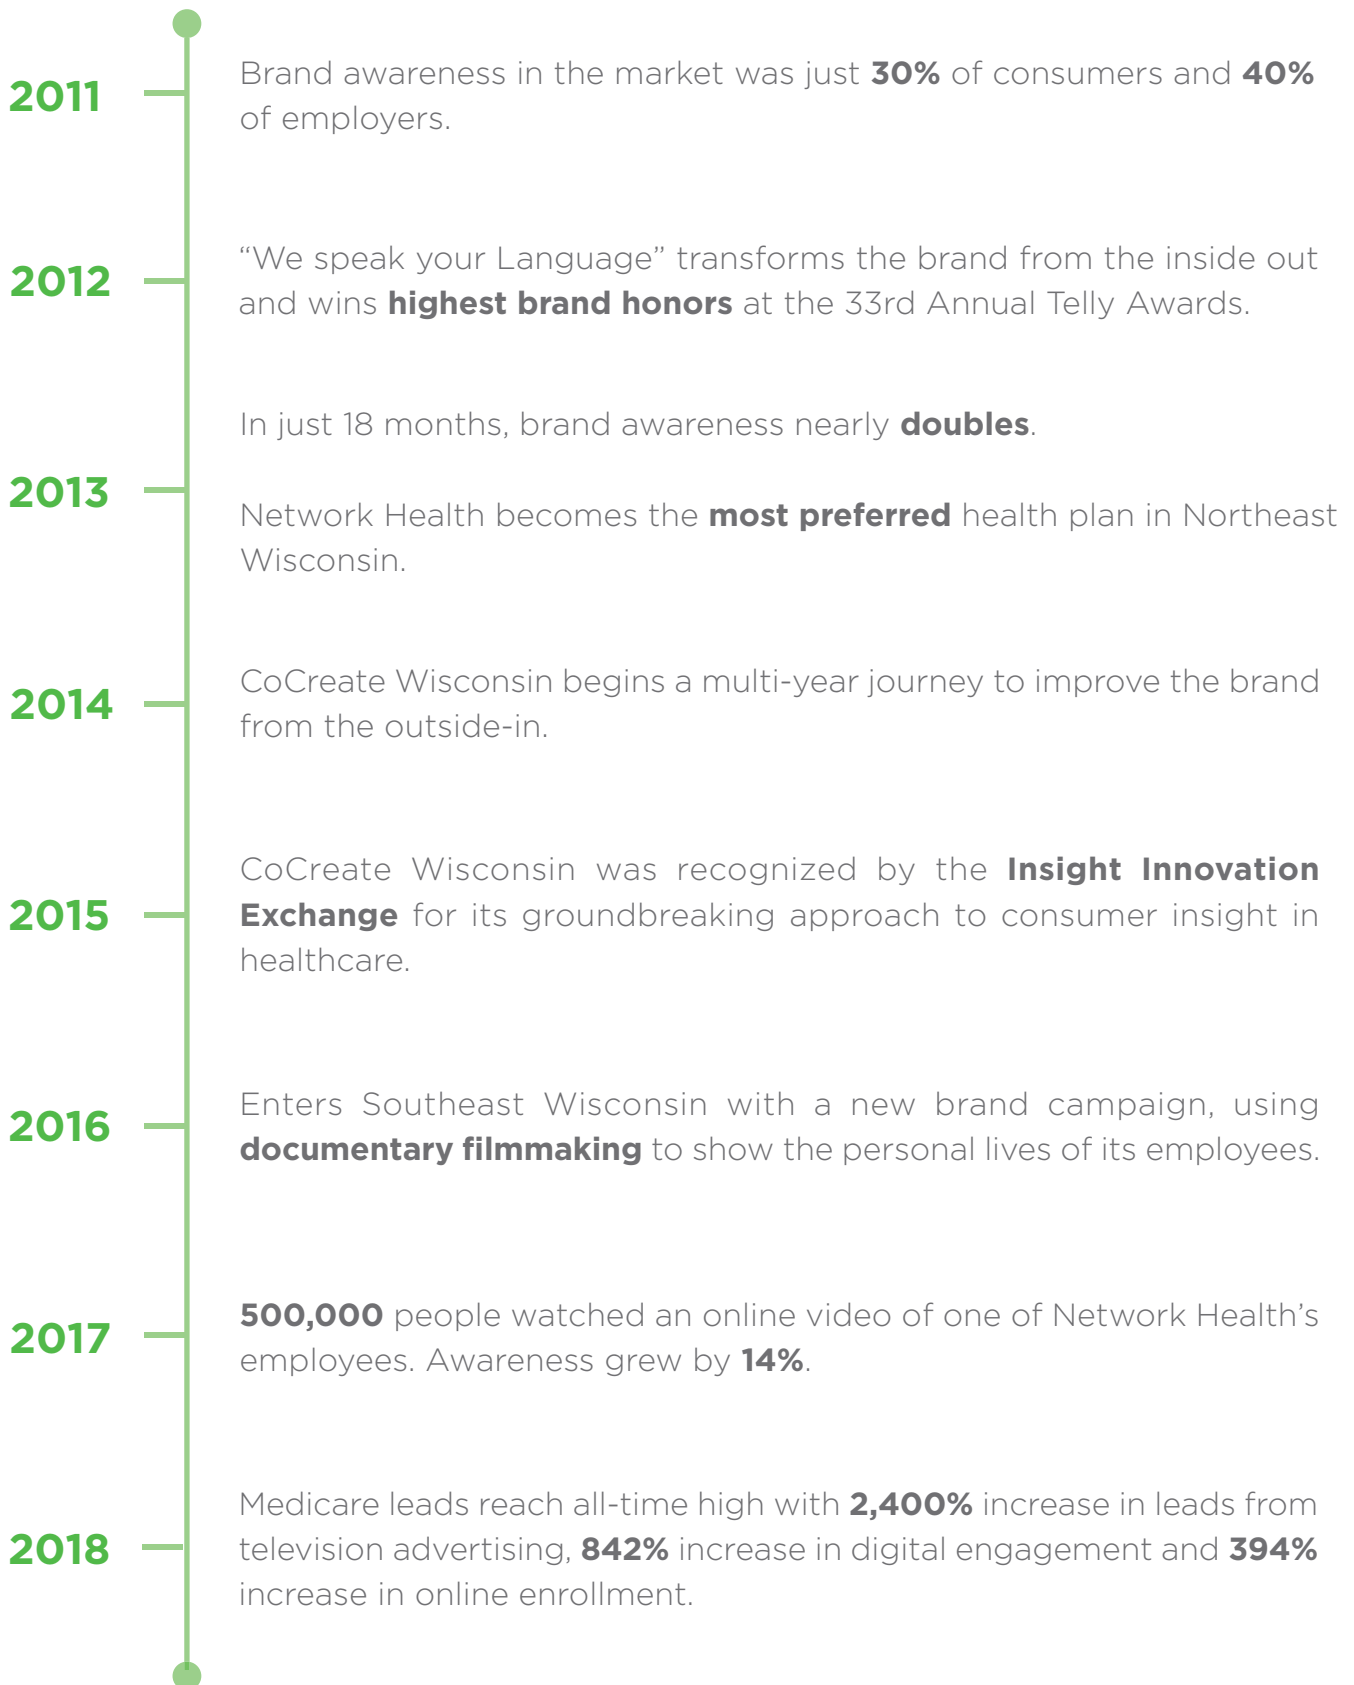 2011
Brand awareness in the market was just 30% of consumers and 40%
of employers.
2012
“We speak your Language” transforms the brand from the inside out
and wins highest brand honors at the 33rd Annual Telly Awards.
2013
In just 18 months, brand awareness nearly doubles.
Network Health becomes the most preferred health plan in Northeast
Wisconsin.
2014
CoCreate Wisconsin begins a multi-year journey to improve the brand
from the outside-in.
2015
CoCreate Wisconsin was recognized by the Insight Innovation
Exchange for its groundbreaking approach to consumer insight in
healthcare.
2016
Enters Southeast Wisconsin with a new brand campaign, using
documentary filmmaking to show the personal lives of its employees.
2017
500,000 people watched an online video of one of Network Health’s
employees. Awareness grew by 14%.
2018
Medicare leads reach all-time high with 2,400% increase in leads from
television advertising, 842% increase in digital engagement and 394%
increase in online enrollment.